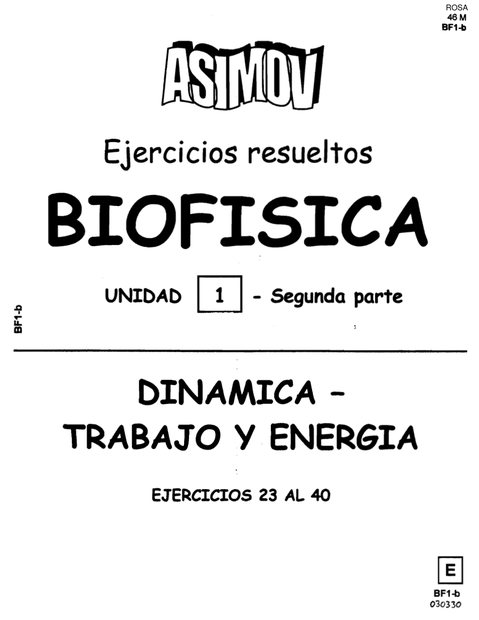 ROSA
46 M
BF1-b
ASIMOV
Ejercicios resueltos
BIOFISICA
UNIDAD 1 - Segunda parte
BF1-b
DINAMICA -
TRABAJO Y ENERGIA
EJERCICIOS 23 AL 40
E
BF1-b
030330